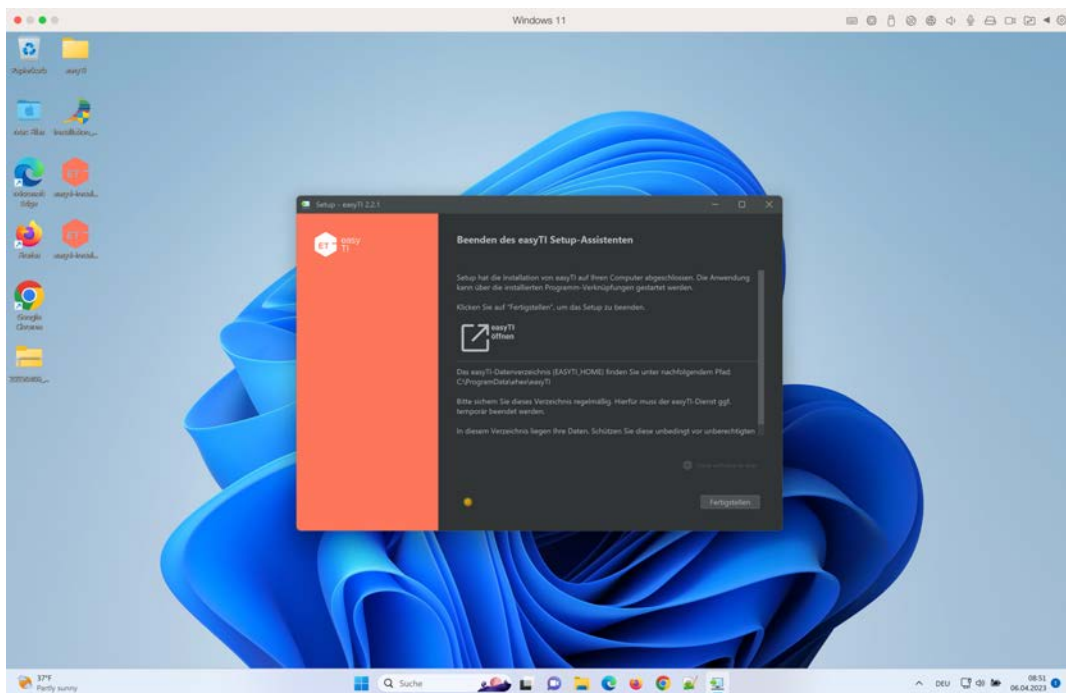 Windows 11
Papierkorb
easyTI
Microsoft
Edge
Firefox
Google
Chrome
Setup - easyTI 2.2.1
ET
easy
TI
Beenden des easyTI Setup-Assistenten
Setup hat die Installation von easyTI auf Ihren Computer abgeschlossen. Die Anwendung
kann über die installierten Programm-Verknüpfungen gestartet werden.
Klicken Sie auf "Fertigstellen", um das Setup zu beenden.
easyTI
öffnen
Das easyTI-Datenverzeichnis (EASYTI_HOME) finden Sie unter nachfolgendem Pfad:
Bitte sichern Sie dieses Verzeichnis regelmäßig. Hierfür muss der easyTI-Dienst ggf.
temporär beendet werden.
In diesem Verzeichnis liegen Ihre Daten. Schützen Sie diese unbedingt vor unberechtigten
Fertigstellen
37°F
Partly sunny
Suche
DEU
08:51
06.04.2023